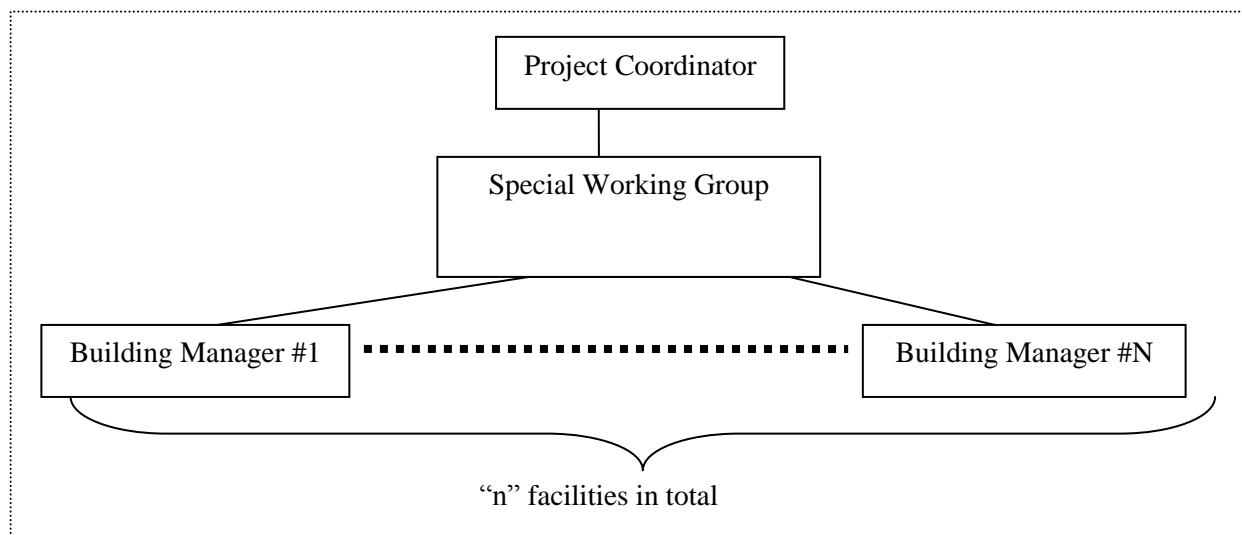 Project Coordinator
Special Working Group
Building Manager #1
Building Manager #N
“n” facilities in total